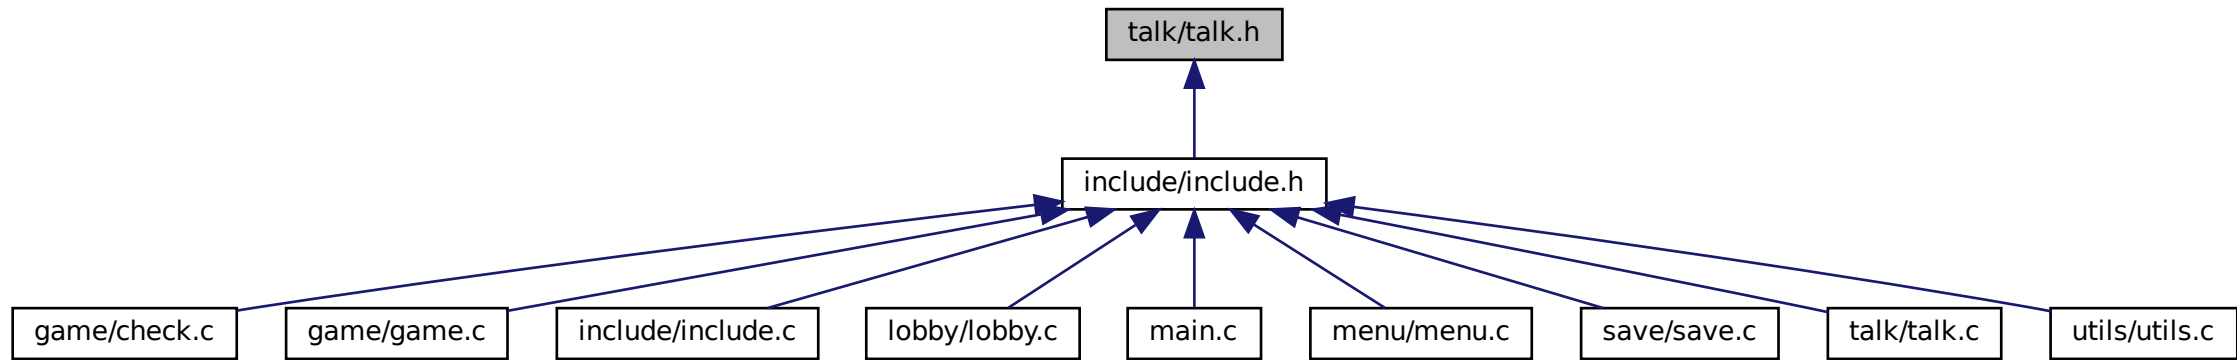 talk/talk.h
include/include.h
game/check.c
game/game.c
include/include.c
lobby/lobby.c
main.c
menu/menu.c
save/save.c
talk/talk.c
utils/utils.c